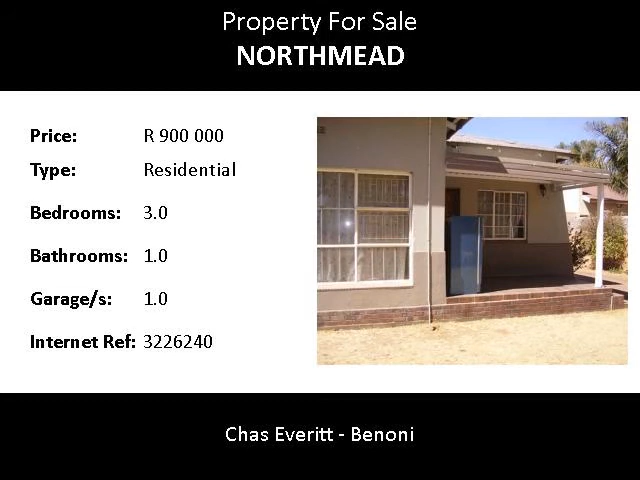 Property For Sale
NORTHMEAD
Price: R 900 000
Type: Residential
Bedrooms: 3.0
Bathrooms: 1.0
Garage/s: 1.0
Internet Ref: 3226240
Chas Everitt - Benoni